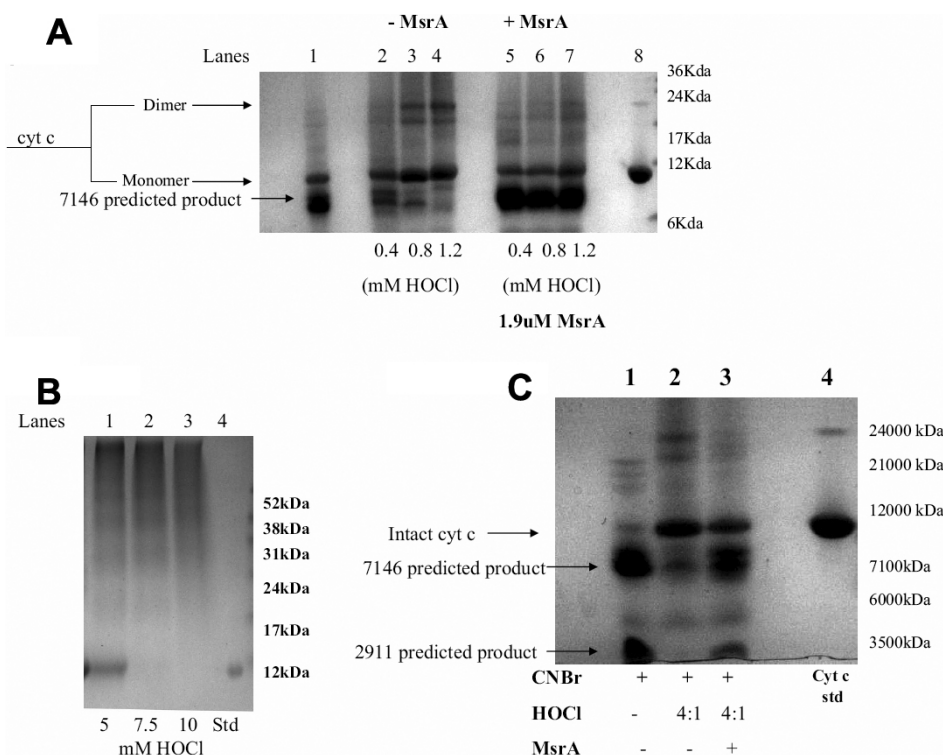 A
- MsrA + MsrA
Lanes 1 2 3 4 5 6 7 8
36Kda
24Kda
Dimer
17Kda
cyt c
12Kda
Monomer
7146 predicted product
6Kda
0.4 0.8 1.2 0.4 0.8 1.2
(mM HOCl) (mM HOCl)
1.9uM MsrA
B
Lanes 1 2 3 4
52kDa
38kDa
31kDa
24kDa
17kDa
12kDa
5 7.5 10 Std
mM HOCl
C
1 2 3 4
24000 kDa
21000 kDa
12000 kDa
Intact cyt c
7146 predicted product
7100kDa
6000kDa
3500kDa
2911 predicted product
CNBr + + + Cyt c
std
HOCl - 4:1 4:1
MsrA - +